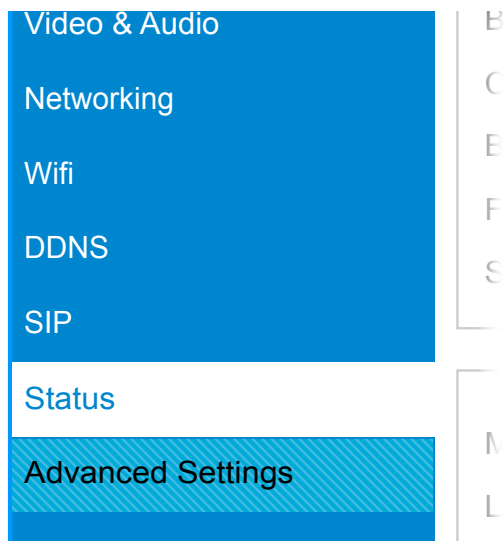 Video & Audio
Networking
Wifi
DDNS
SIP
Status
Advanced Settings